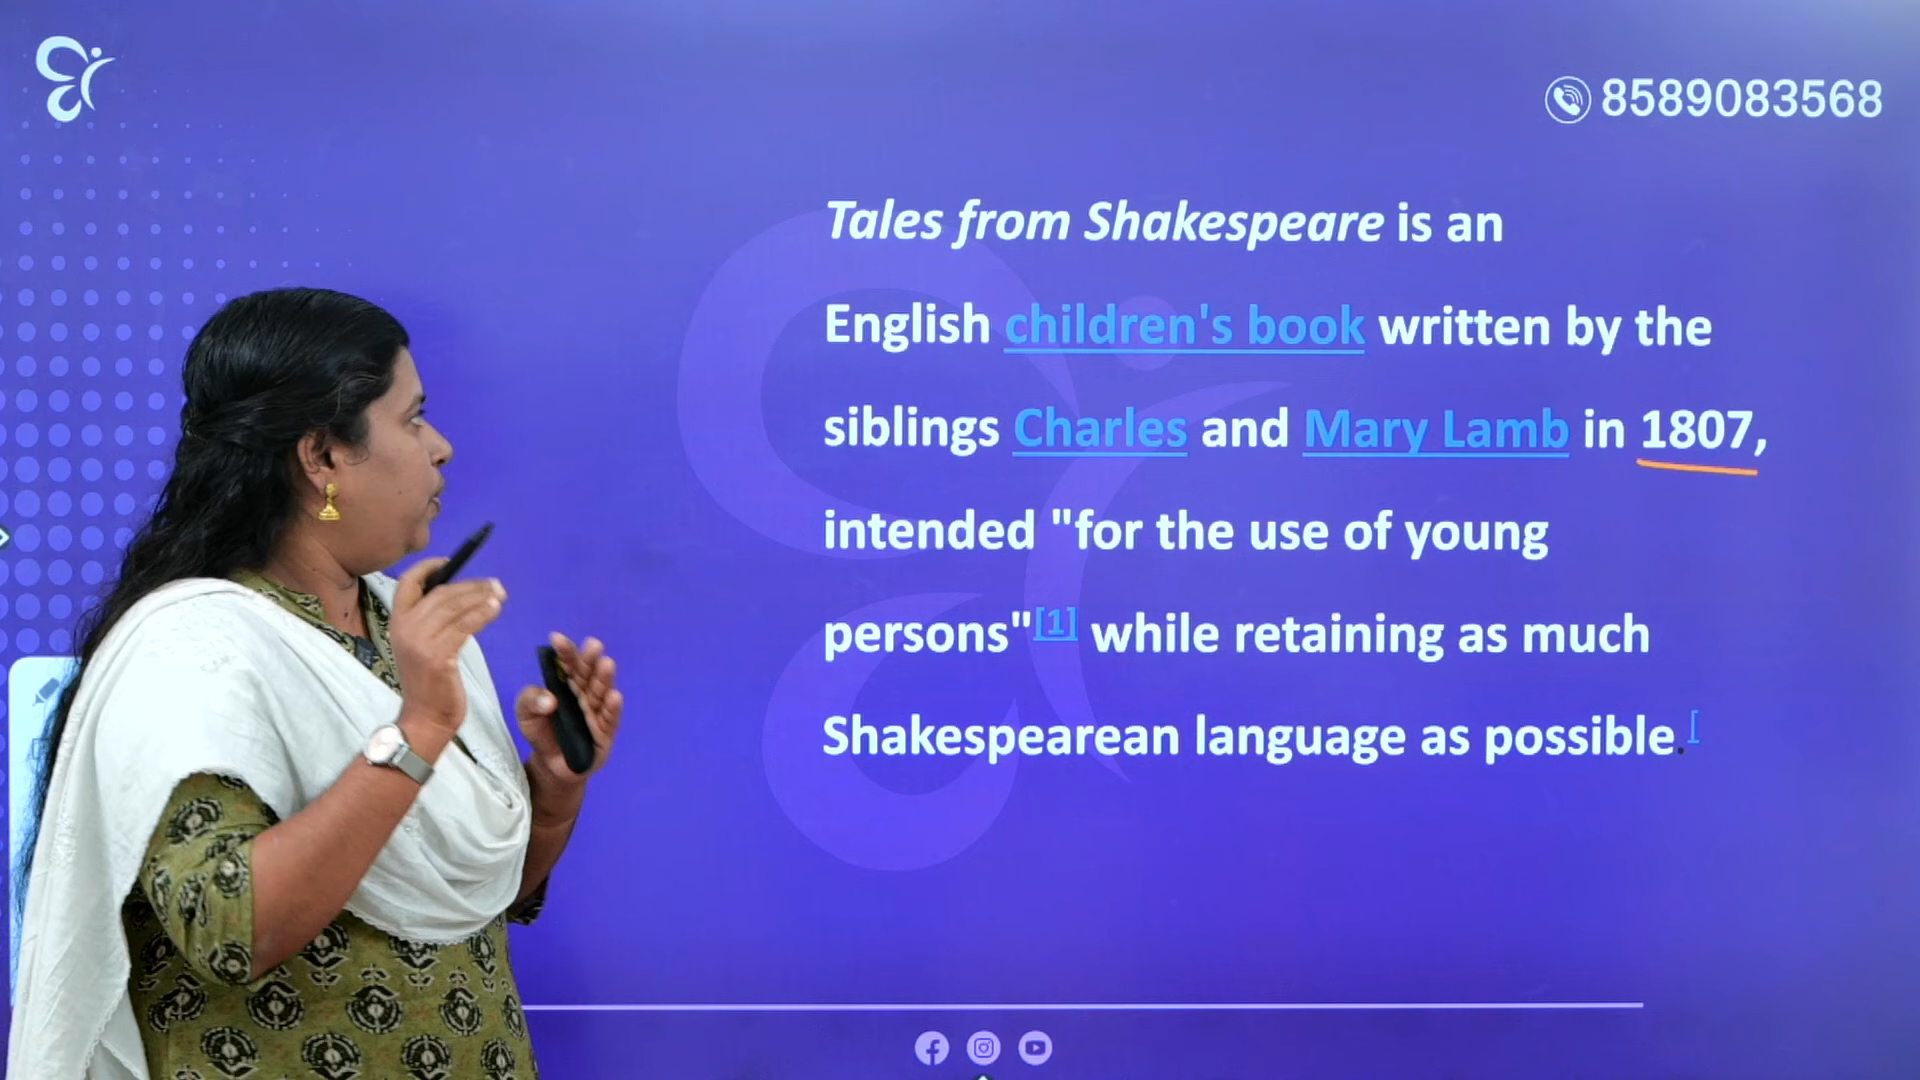 8589083568
Tales from Shakespeare is an
English children's book written by the
siblings Charles and Mary Lamb in 1807,
intended "for the use of young
persons"[1] while retaining as much
Shakespearean language as possible.[